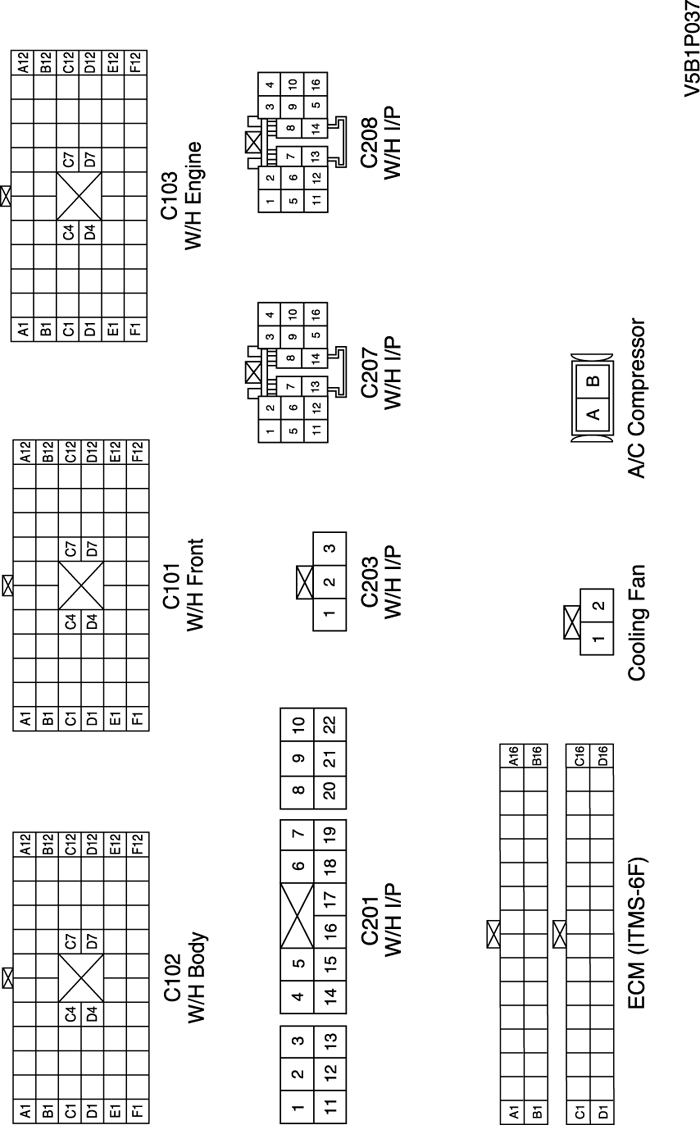 A1 A12
B1 B12
C1 C4 C7 C12
D1 D4 D7 D12
E1 E12
F1 F12
C102
W/H Body
A1 A12
B1 B12
C1 C4 C7 C12
D1 D4 D7 D12
E1 E12
F1 F12
C101
W/H Front
A1 A12
B1 B12
C1 C4 C7 C12
D1 D4 D7 D12
E1 E12
F1 F12
C103
W/H Engine
1 2 3 4 5 6 7 8 9 10
11 12 13 14 15 16 17 18 19 20 21 22
C201
W/H I/P
1 2 3
C203
W/H I/P
1 2 3 4
5 6 7 8 9 10
11 12 13 14 5 16
C207
W/H I/P
1 2 3 4
5 6 7 8 9 10
11 12 13 14 5 16
C208
W/H I/P
A1 A16
B1 B16
C1 C16
D1 D16
ECM (ITMS-6F)
1 2
Cooling Fan
A B
A/C Compressor
V5B1P037